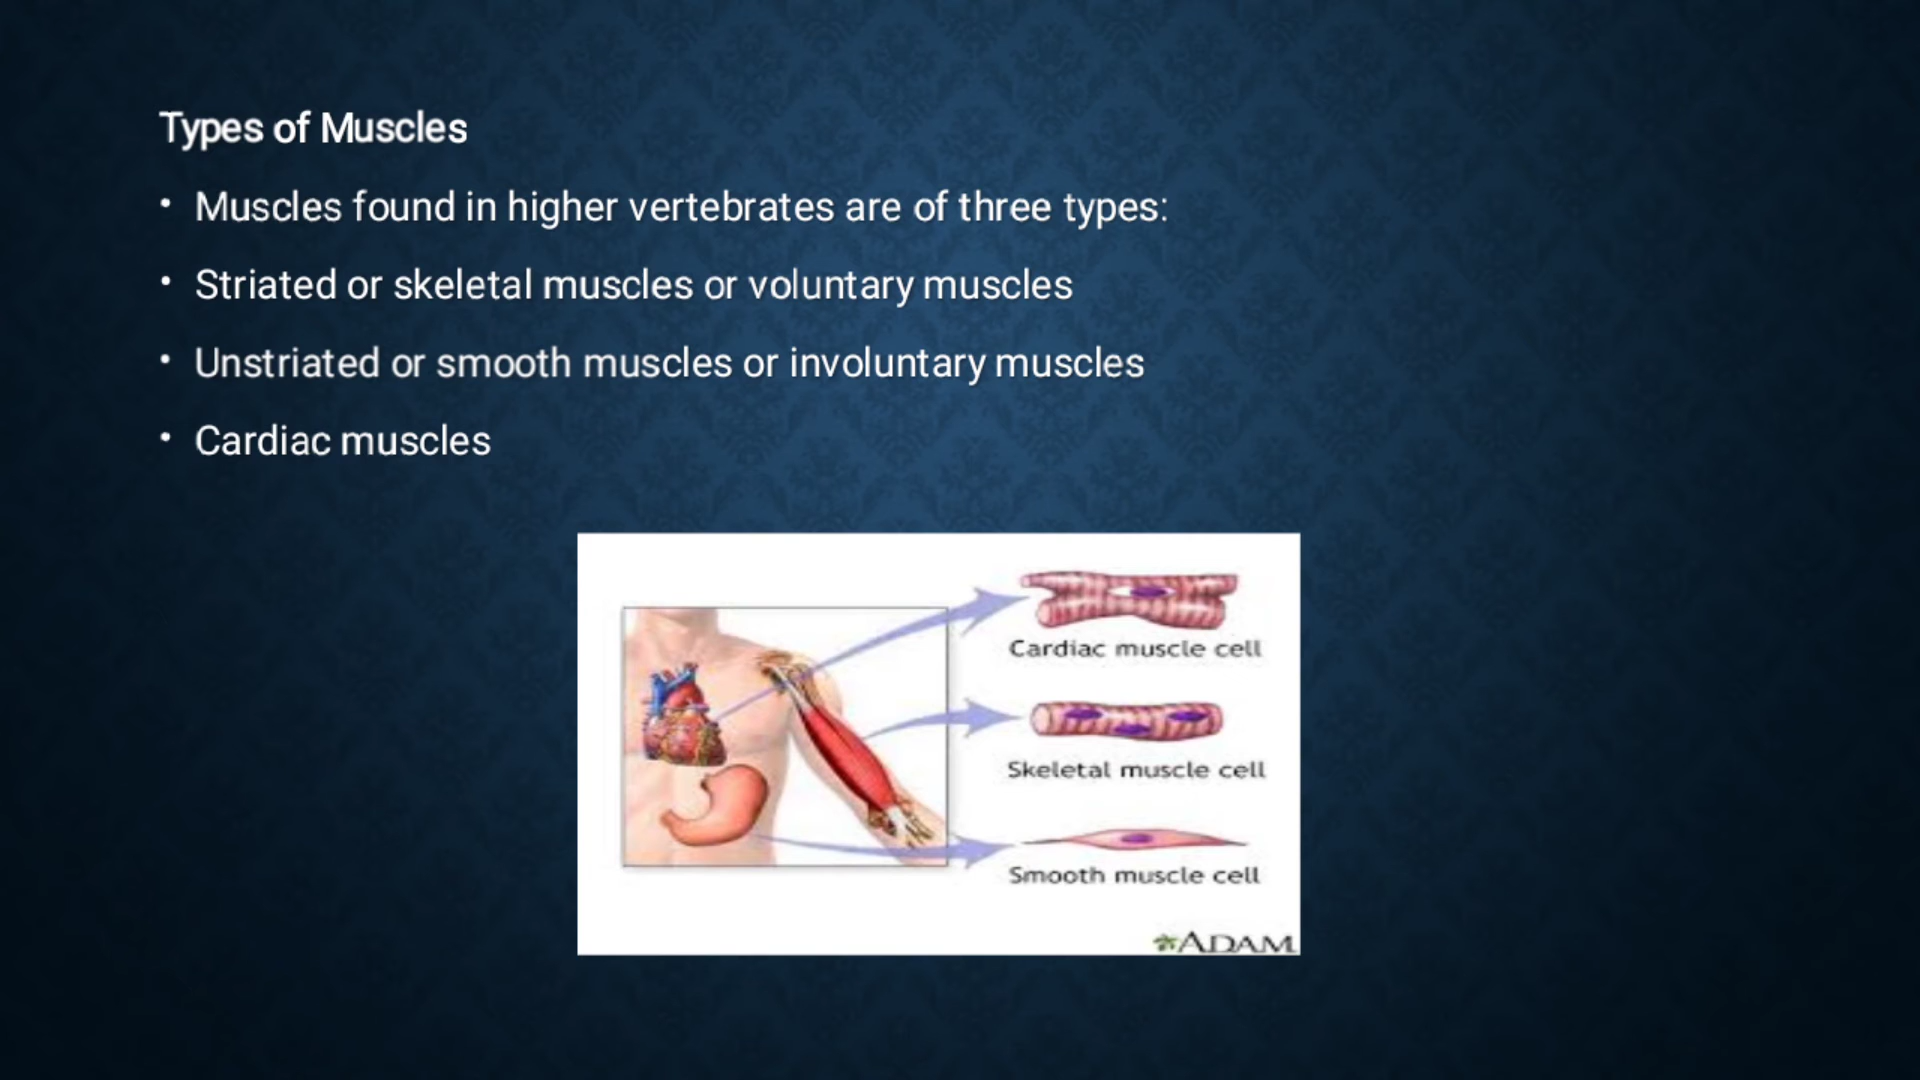 Types of Muscles
• Muscles found in higher vertebrates are of three types:
• Striated or skeletal muscles or voluntary muscles
• Unstriated or smooth muscles or involuntary muscles
• Cardiac muscles
Cardiac muscle cell
Skeletal muscle cell
Smooth muscle cell
ADAM